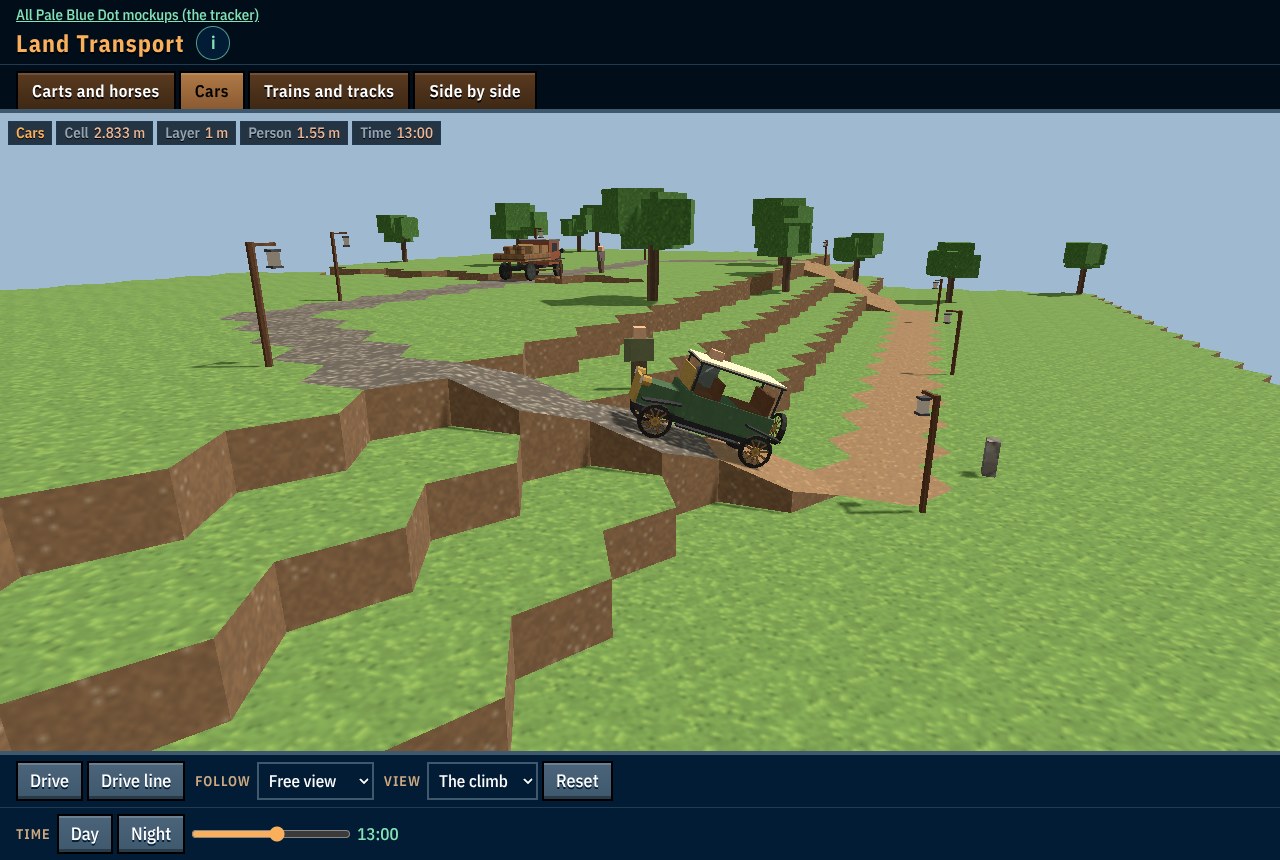 All Pale Blue Dot mockups (the tracker)
Land Transport i
Carts and horses Cars Trains and tracks Side by side
Cars Cell 2.833 m Layer 1 m Person 1.55 m Time 13:00
Drive Drive line FOLLOW Free view VIEW The climb Reset
TIME Day Night 13:00